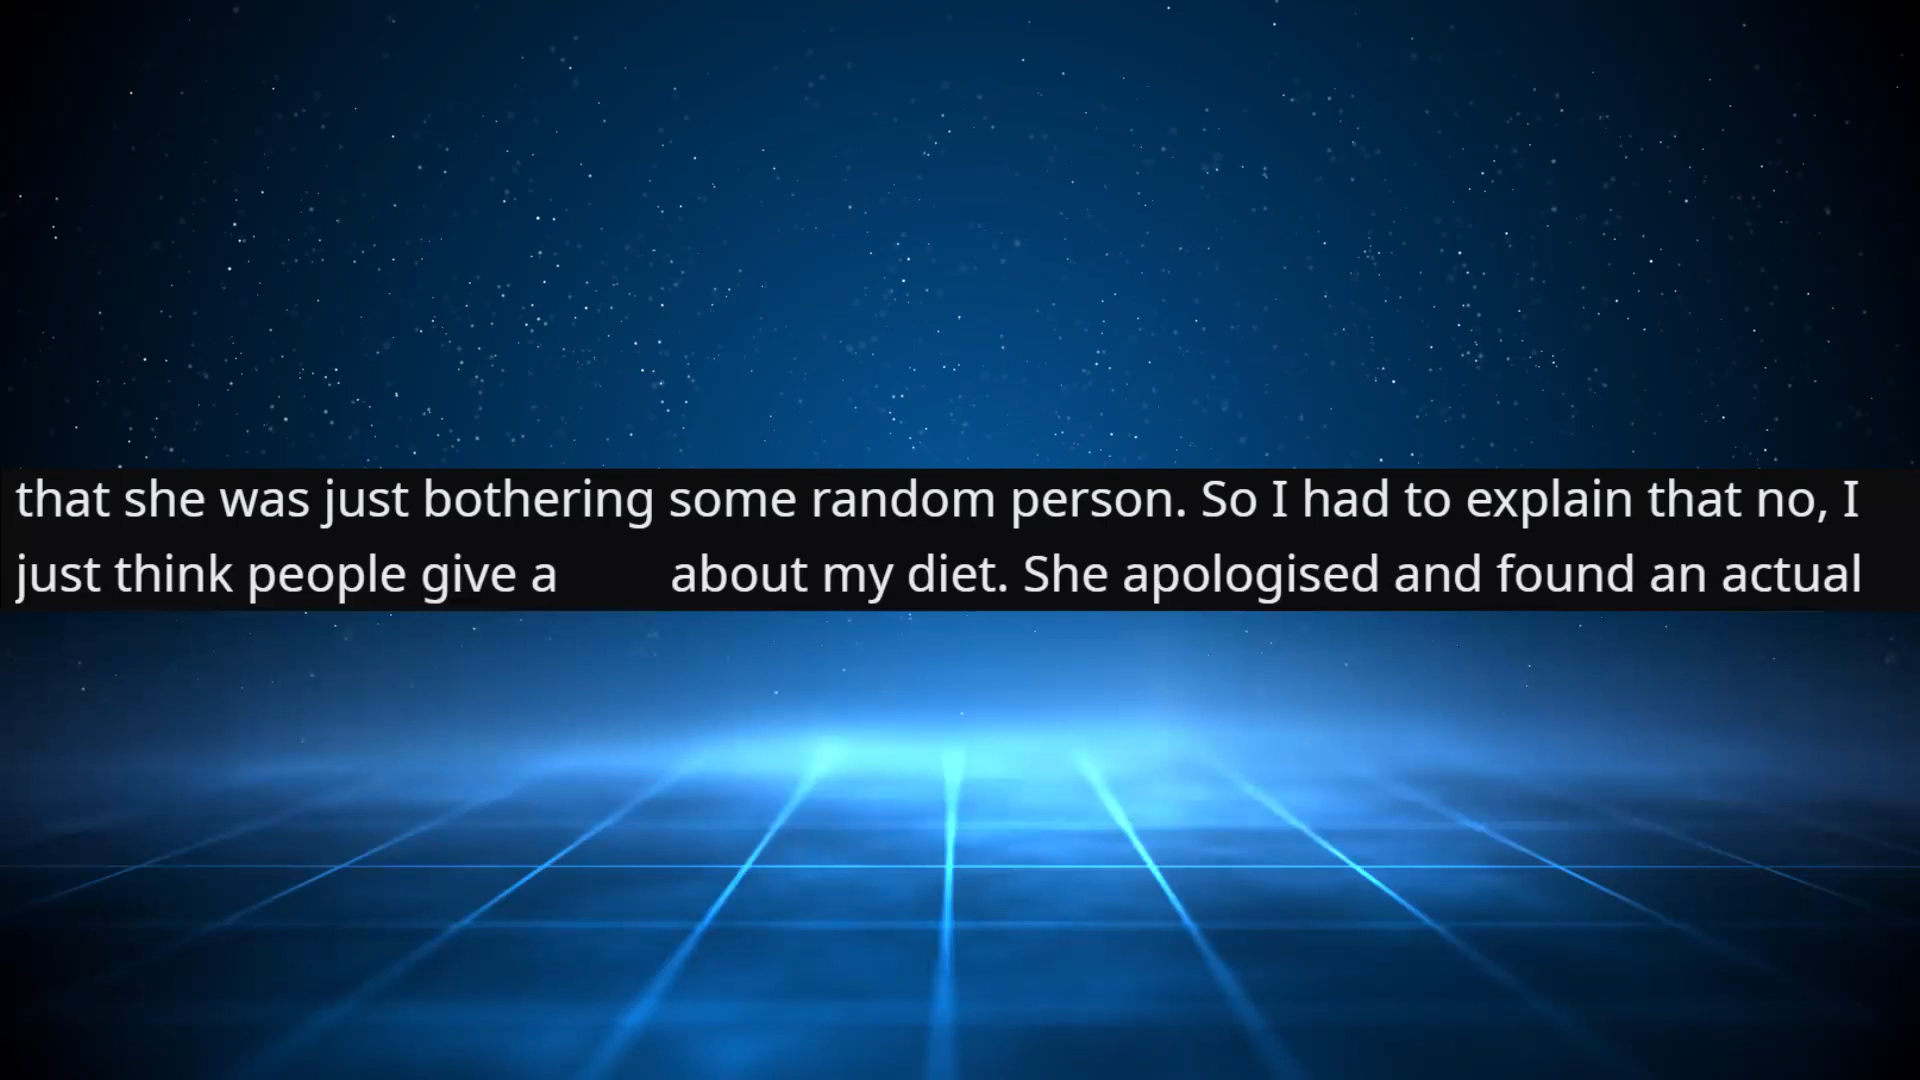 that she was just bothering some random person. So I had to explain that no, I
just think people give a about my diet. She apologised and found an actual